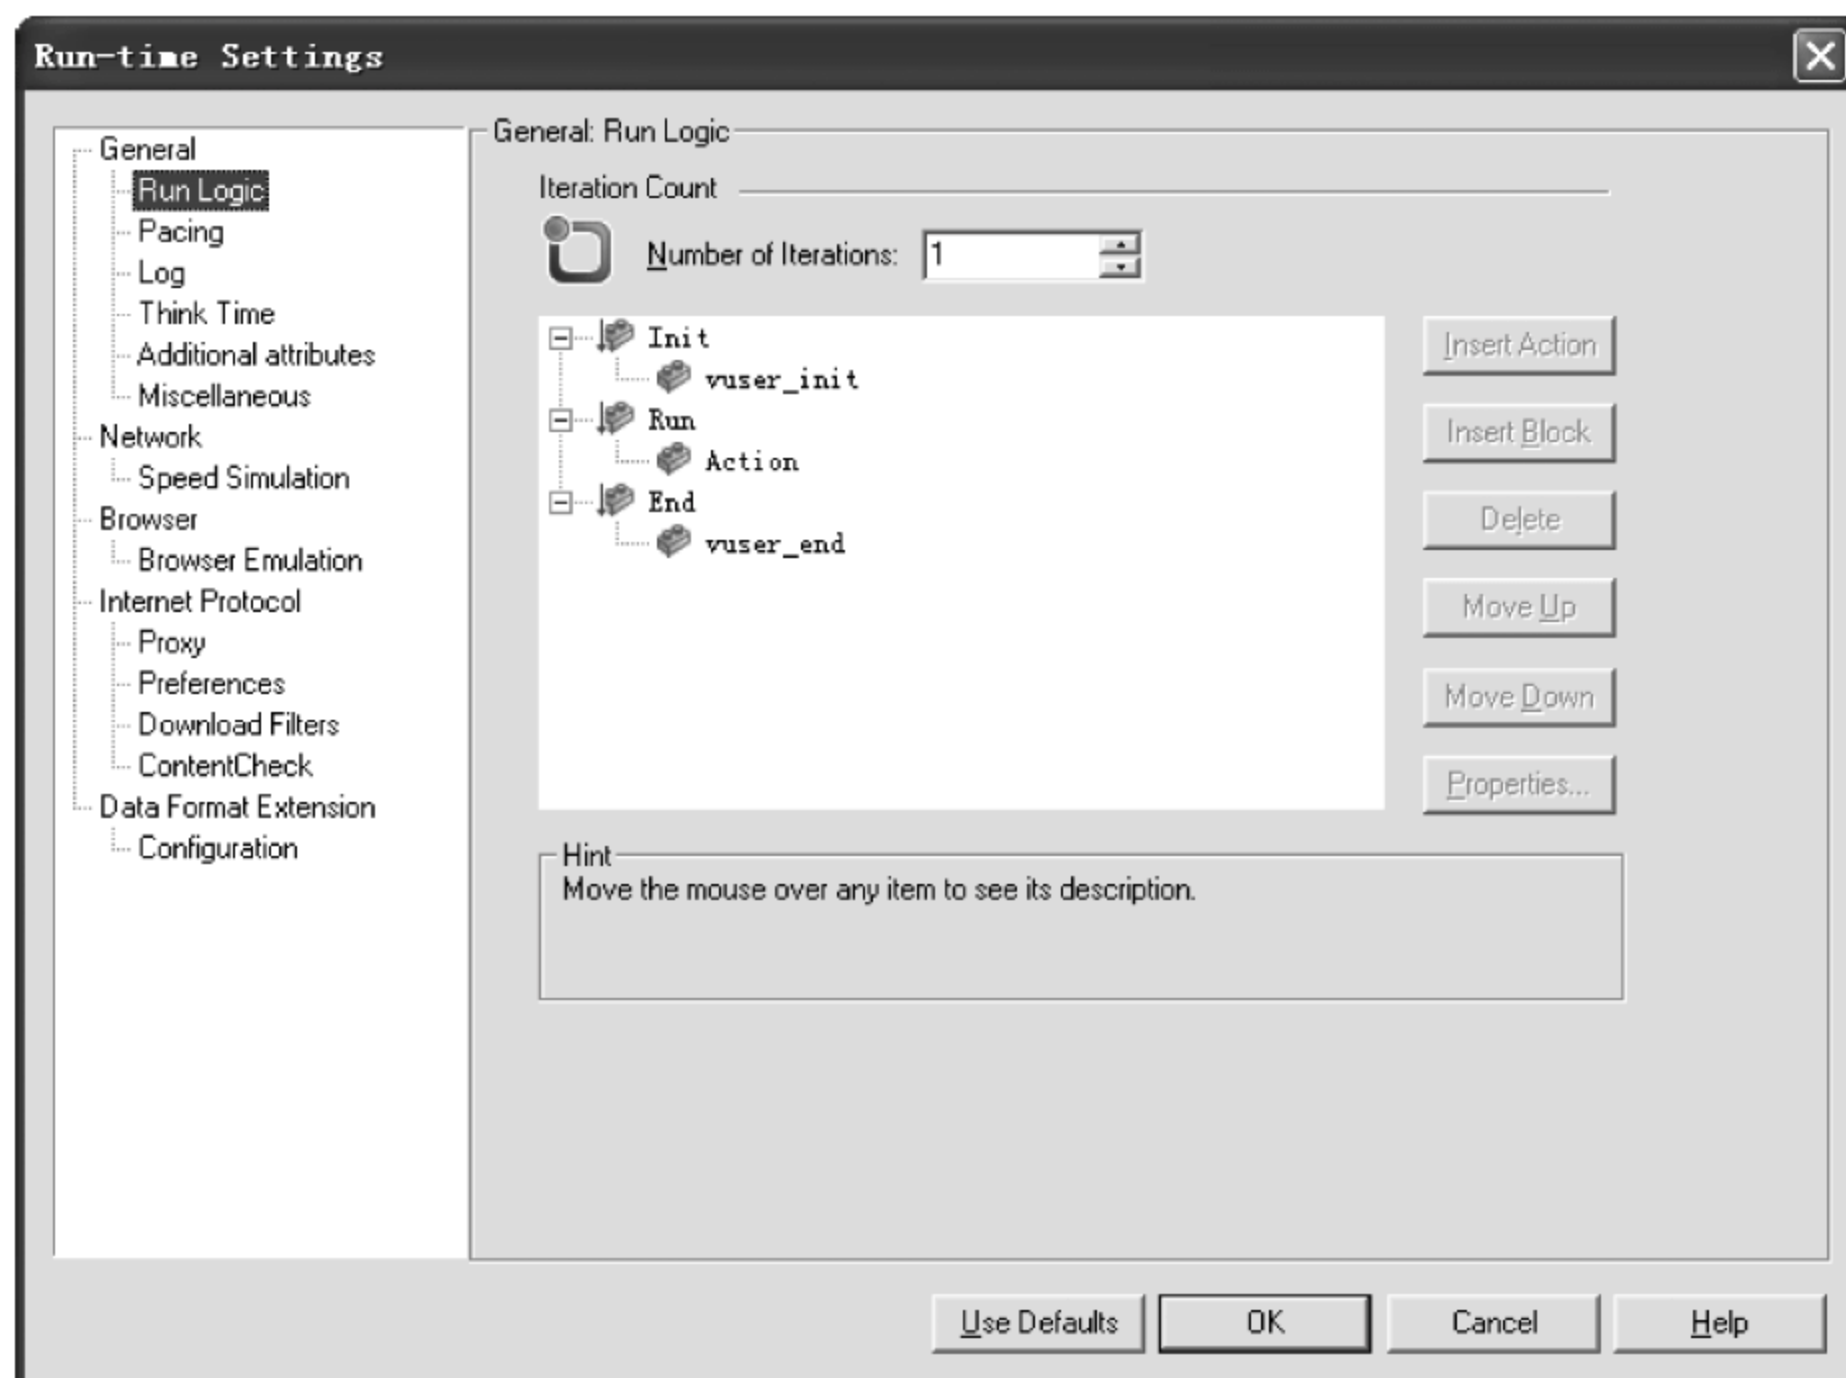 Run-time Settings
General
Run Logic
Pacing
Log
Think Time
Additional attributes
Miscellaneous
Network
Speed Simulation
Browser
Browser Emulation
Internet Protocol
Proxy
Preferences
Download Filters
ContentCheck
Data Format Extension
Configuration
General: Run Logic
Iteration Count
Number of Iterations: 1
Init
vuser_init
Run
Action
End
vuser_end
Insert Action
Insert Block
Delete
Move Up
Move Down
Properties...
Hint
Move the mouse over any item to see its description.
Use Defaults
OK
Cancel
Help